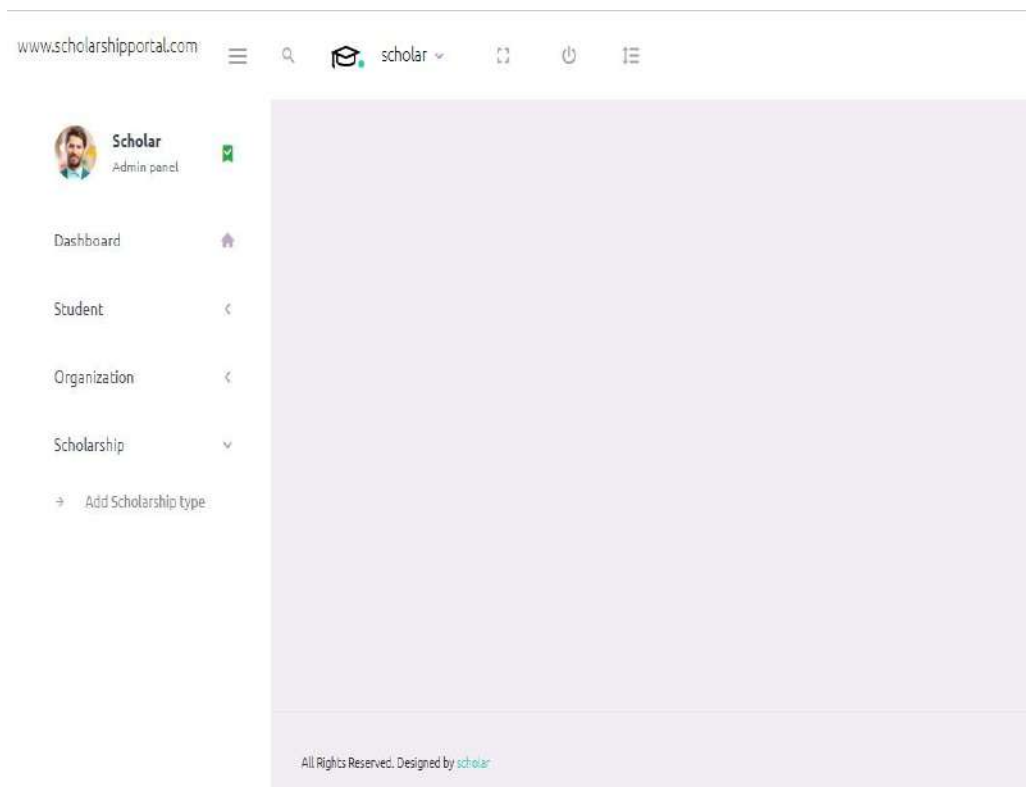 www.scholarshipportal.com
scholar
Scholar
Admin panel
Dashboard
Student
Organization
Scholarship
Add Scholarship type
All Rights Reserved. Designed by scholar